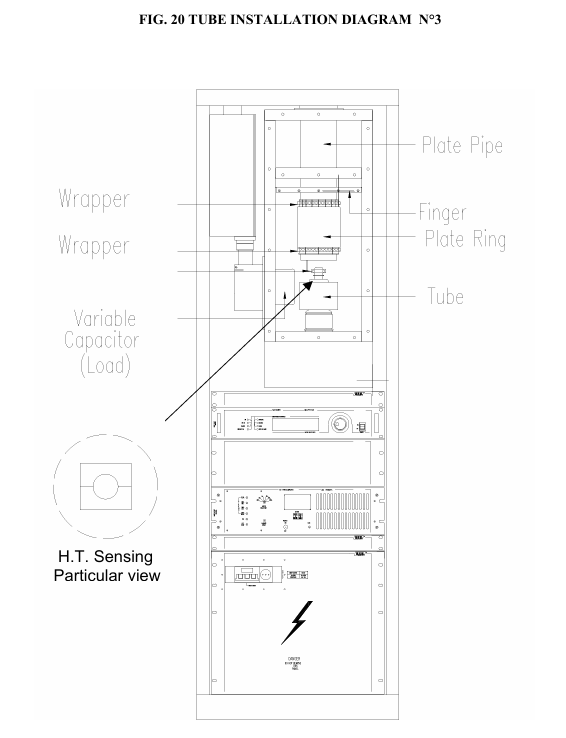 FIG. 20 TUBE INSTALLATION DIAGRAM N°3
Plate Pipe
Wrapper
Finger
Plate Ring
Wrapper
Tube
Variable
Capacitor
(Load)
H.T. Sensing
Particular view
DANGER